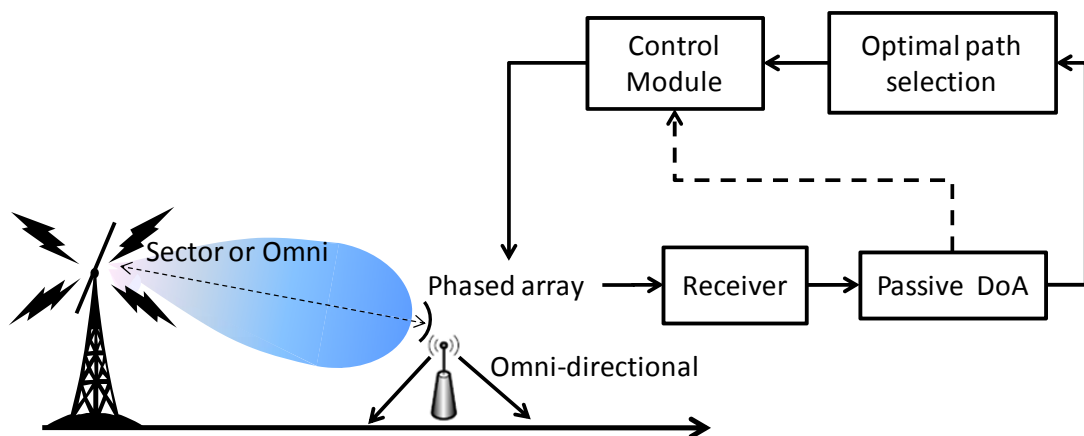 Control
Module
Optimal path
selection
Sector or Omni
Phased array
Receiver
Passive DoA
Omni-directional